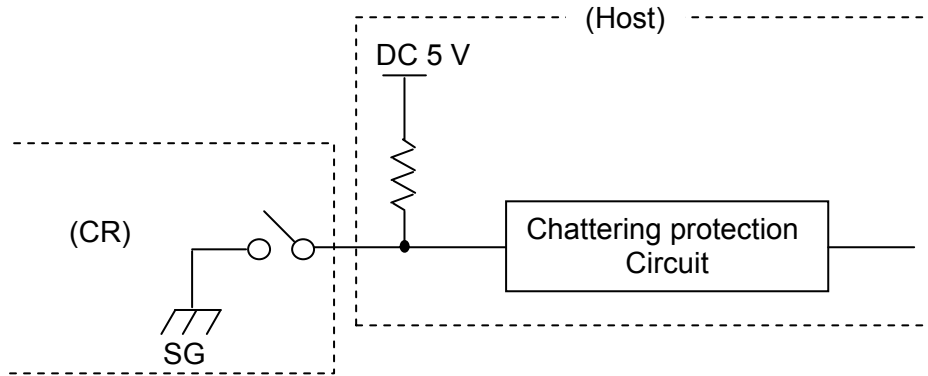 (Host)
DC 5 V
(CR)
Chattering protection
Circuit
SG